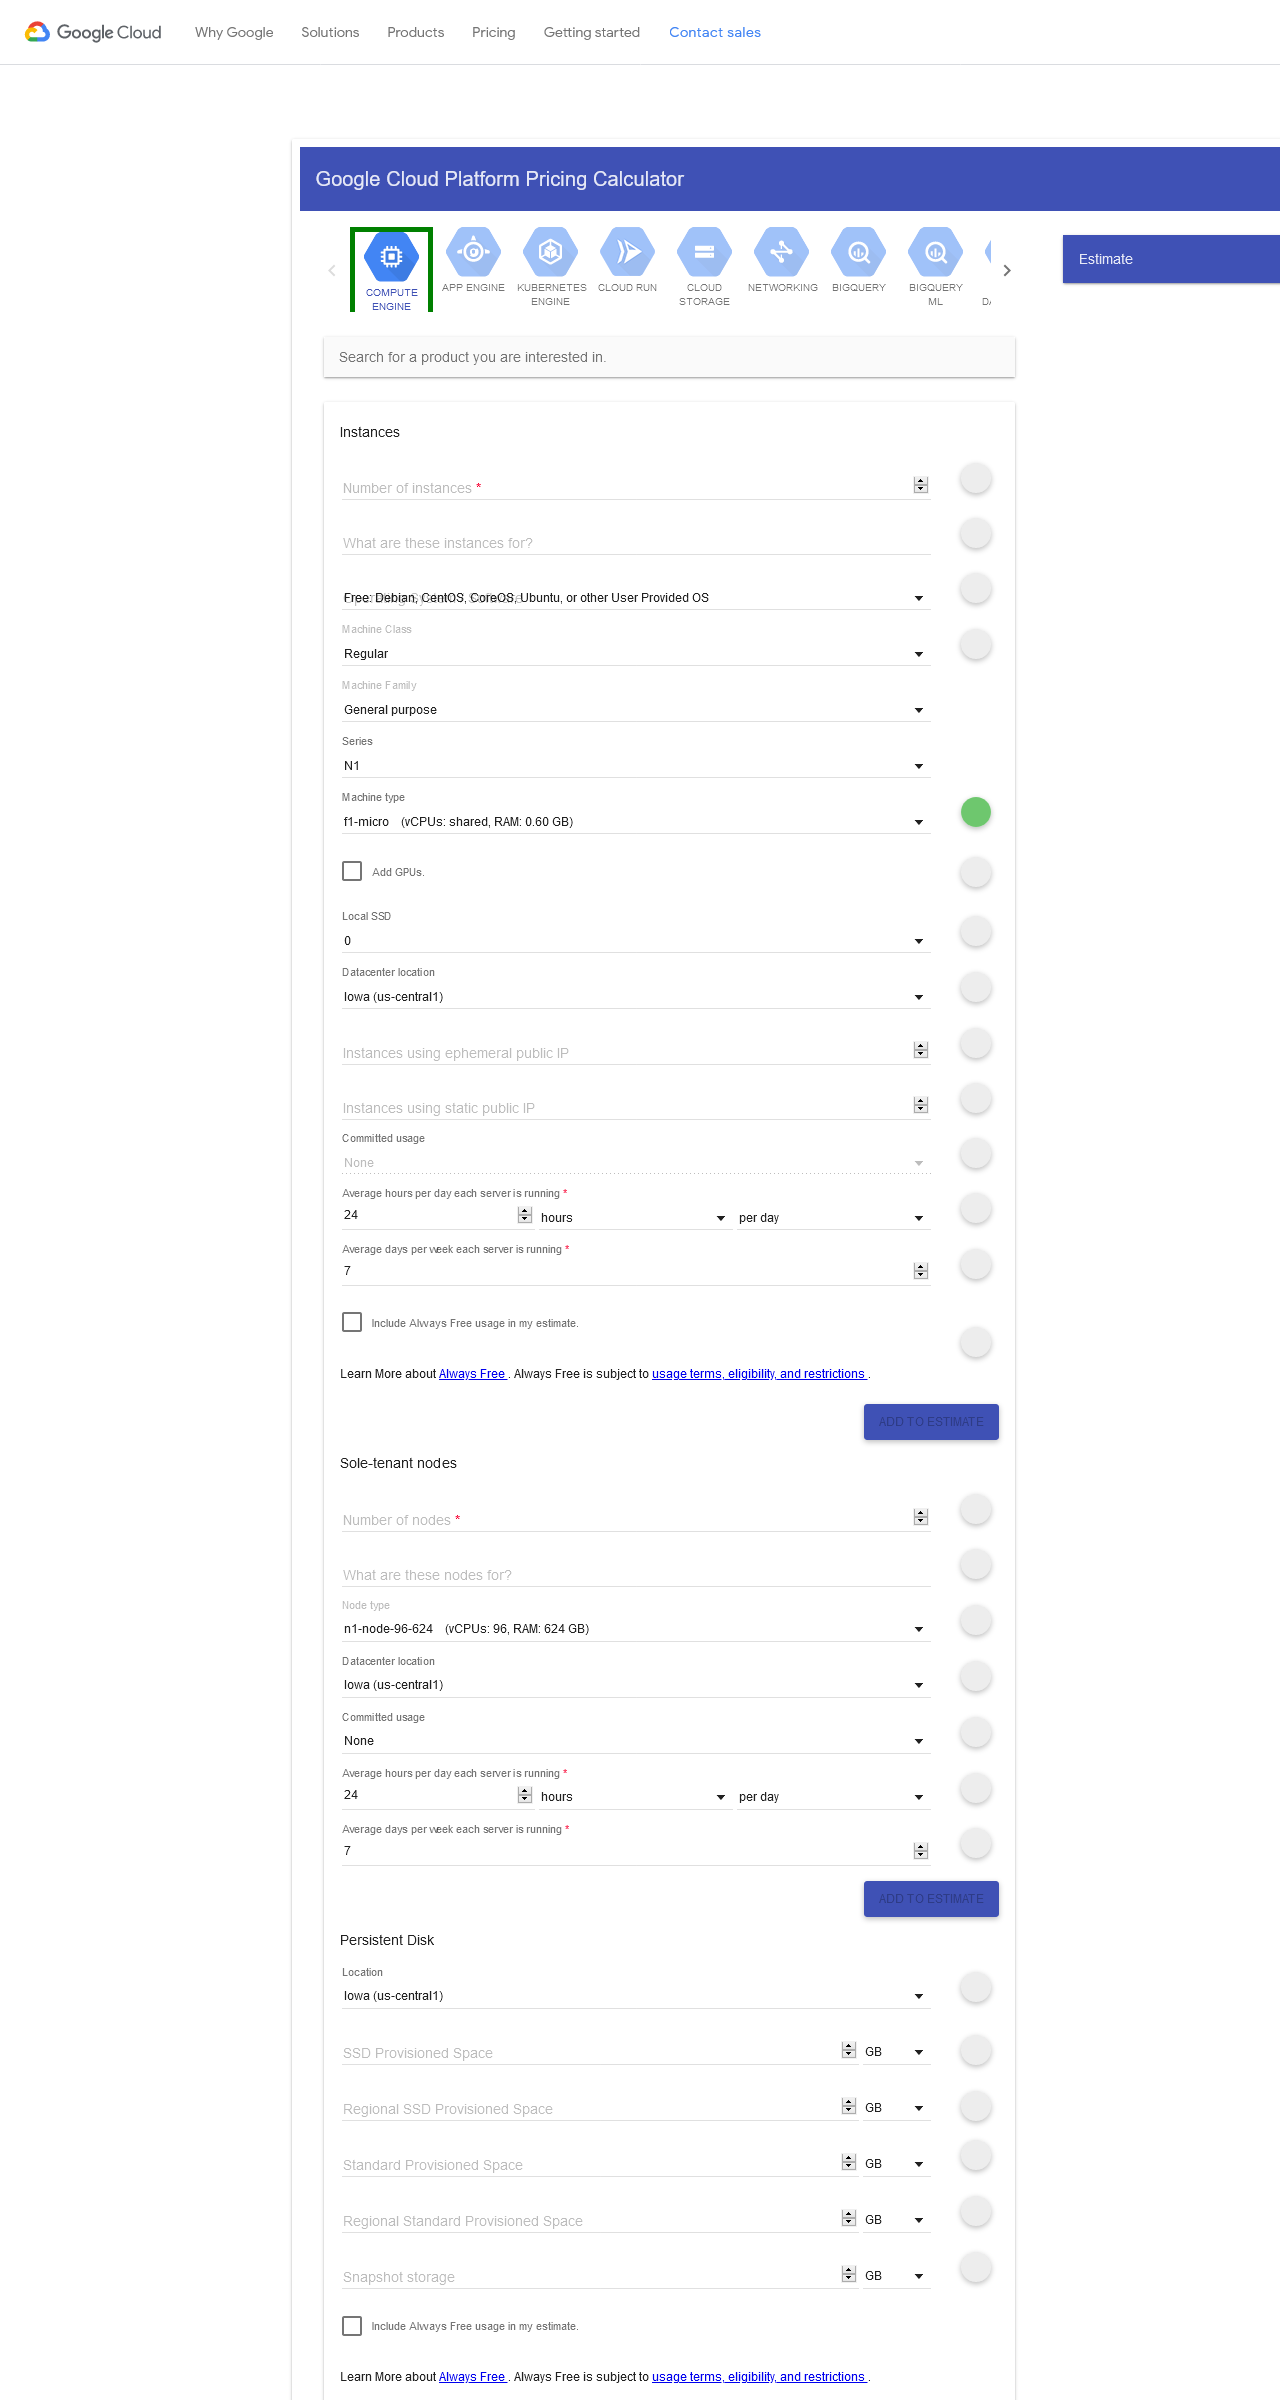 Google Cloud
Why Google
Solutions
Products
Pricing
Getting started
Contact sales
Google Cloud Platform Pricing Calculator
COMPUTE ENGINE
APP ENGINE
KUBERNETES ENGINE
CLOUD RUN
CLOUD STORAGE
NETWORKING
BIGQUERY
BIGQUERY ML
Estimate
Search for a product you are interested in.
Instances
Number of instances *
What are these instances for?
Free: Debian, CentOS, CoreOS, Ubuntu, or other User Provided OS
Machine Class
Regular
Machine Family
General purpose
Series
N1
Machine type
f1-micro (vCPUs: shared, RAM: 0.60 GB)
Add GPUs.
Local SSD
0
Datacenter location
Iowa (us-central1)
Instances using ephemeral public IP
Instances using static public IP
Committed usage
None
Average hours per day each server is running *
24 hours per day
Average days per week each server is running *
7
Include Always Free usage in my estimate.
Learn More about Always Free . Always Free is subject to usage terms, eligibility, and restrictions .
ADD TO ESTIMATE
Sole-tenant nodes
Number of nodes *
What are these nodes for?
Node type
n1-node-96-624 (vCPUs: 96, RAM: 624 GB)
Datacenter location
Iowa (us-central1)
Committed usage
None
Average hours per day each server is running *
24 hours per day
Average days per week each server is running *
7
ADD TO ESTIMATE
Persistent Disk
Location
Iowa (us-central1)
SSD Provisioned Space GB
Regional SSD Provisioned Space GB
Standard Provisioned Space GB
Regional Standard Provisioned Space GB
Snapshot storage GB
Include Always Free usage in my estimate.
Learn More about Always Free . Always Free is subject to usage terms, eligibility, and restrictions .